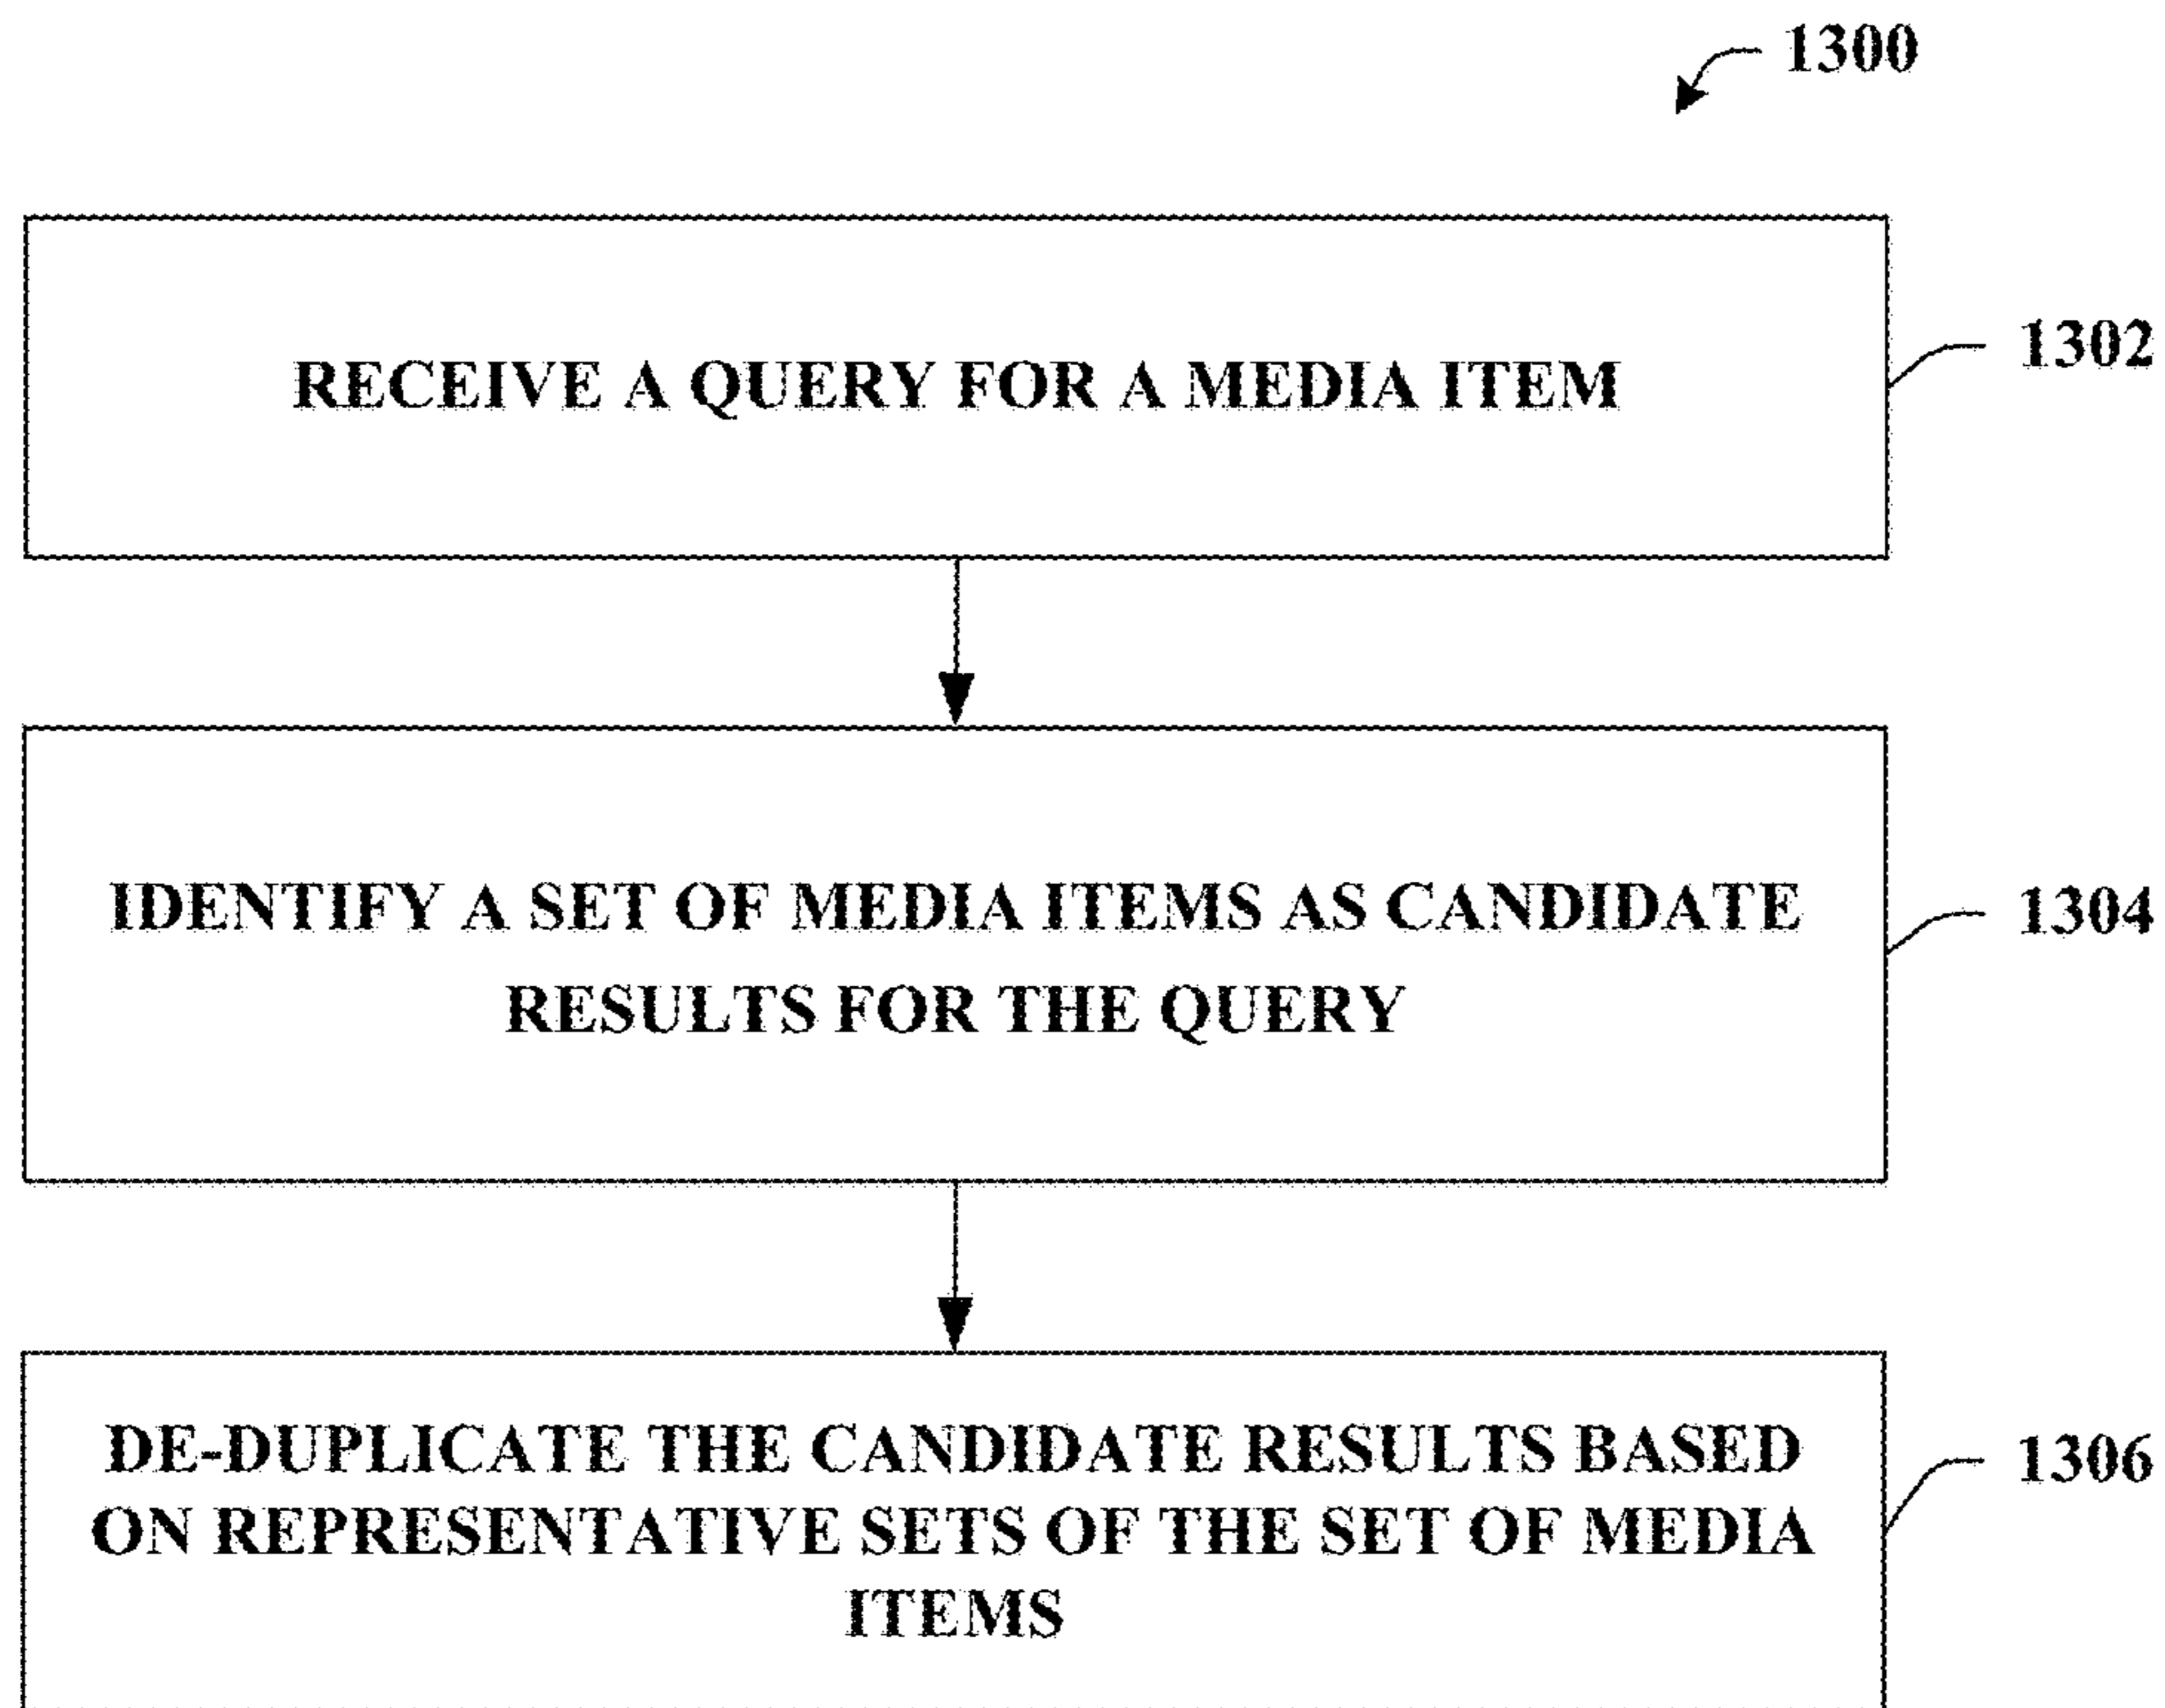 1300
RECEIVE A QUERY FOR A MEDIA ITEM
1302
IDENTIFY A SET OF MEDIA ITEMS AS CANDIDATE
RESULTS FOR THE QUERY
1304
DE-DUPLICATE THE CANDIDATE RESULTS BASED
ON REPRESENTATIVE SETS OF THE SET OF MEDIA
ITEMS
1306